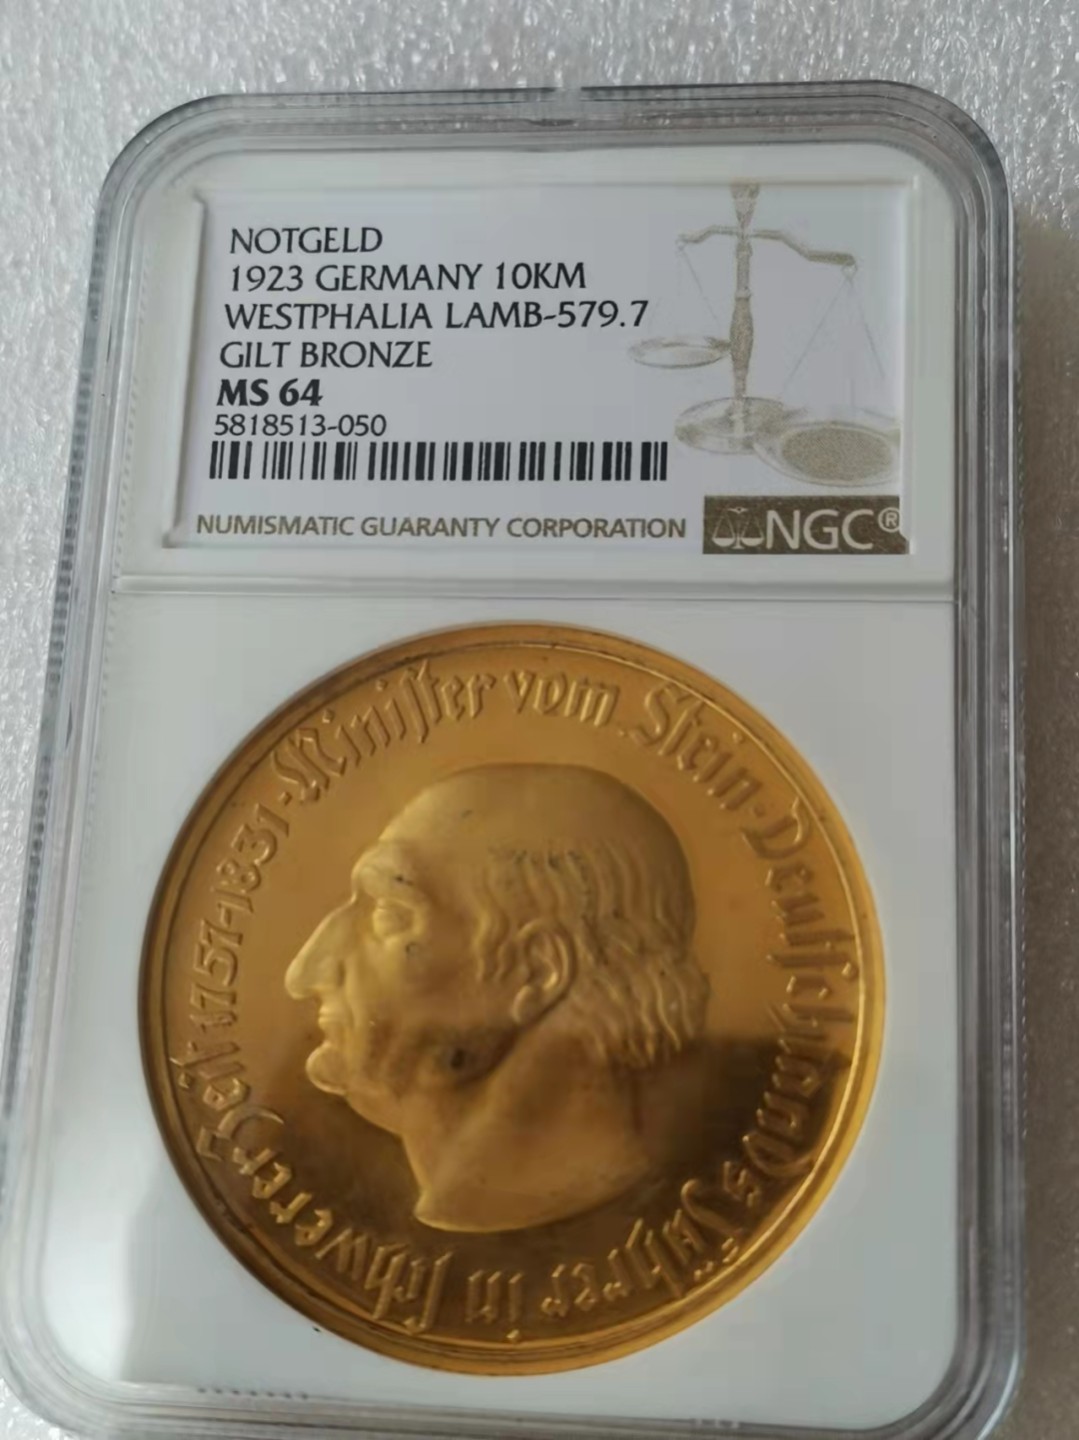 NOTGELD
1923 GERMANY 10KM
WESTPHALIA LAMB-579.7
GILT BRONZE
MS 64
5818513-050
NUMISMATIC GUARANTY CORPORATION
NGC®
Minister vom Stein · Deutschlands Führer in schwerer Zeit 1757-1831 ·